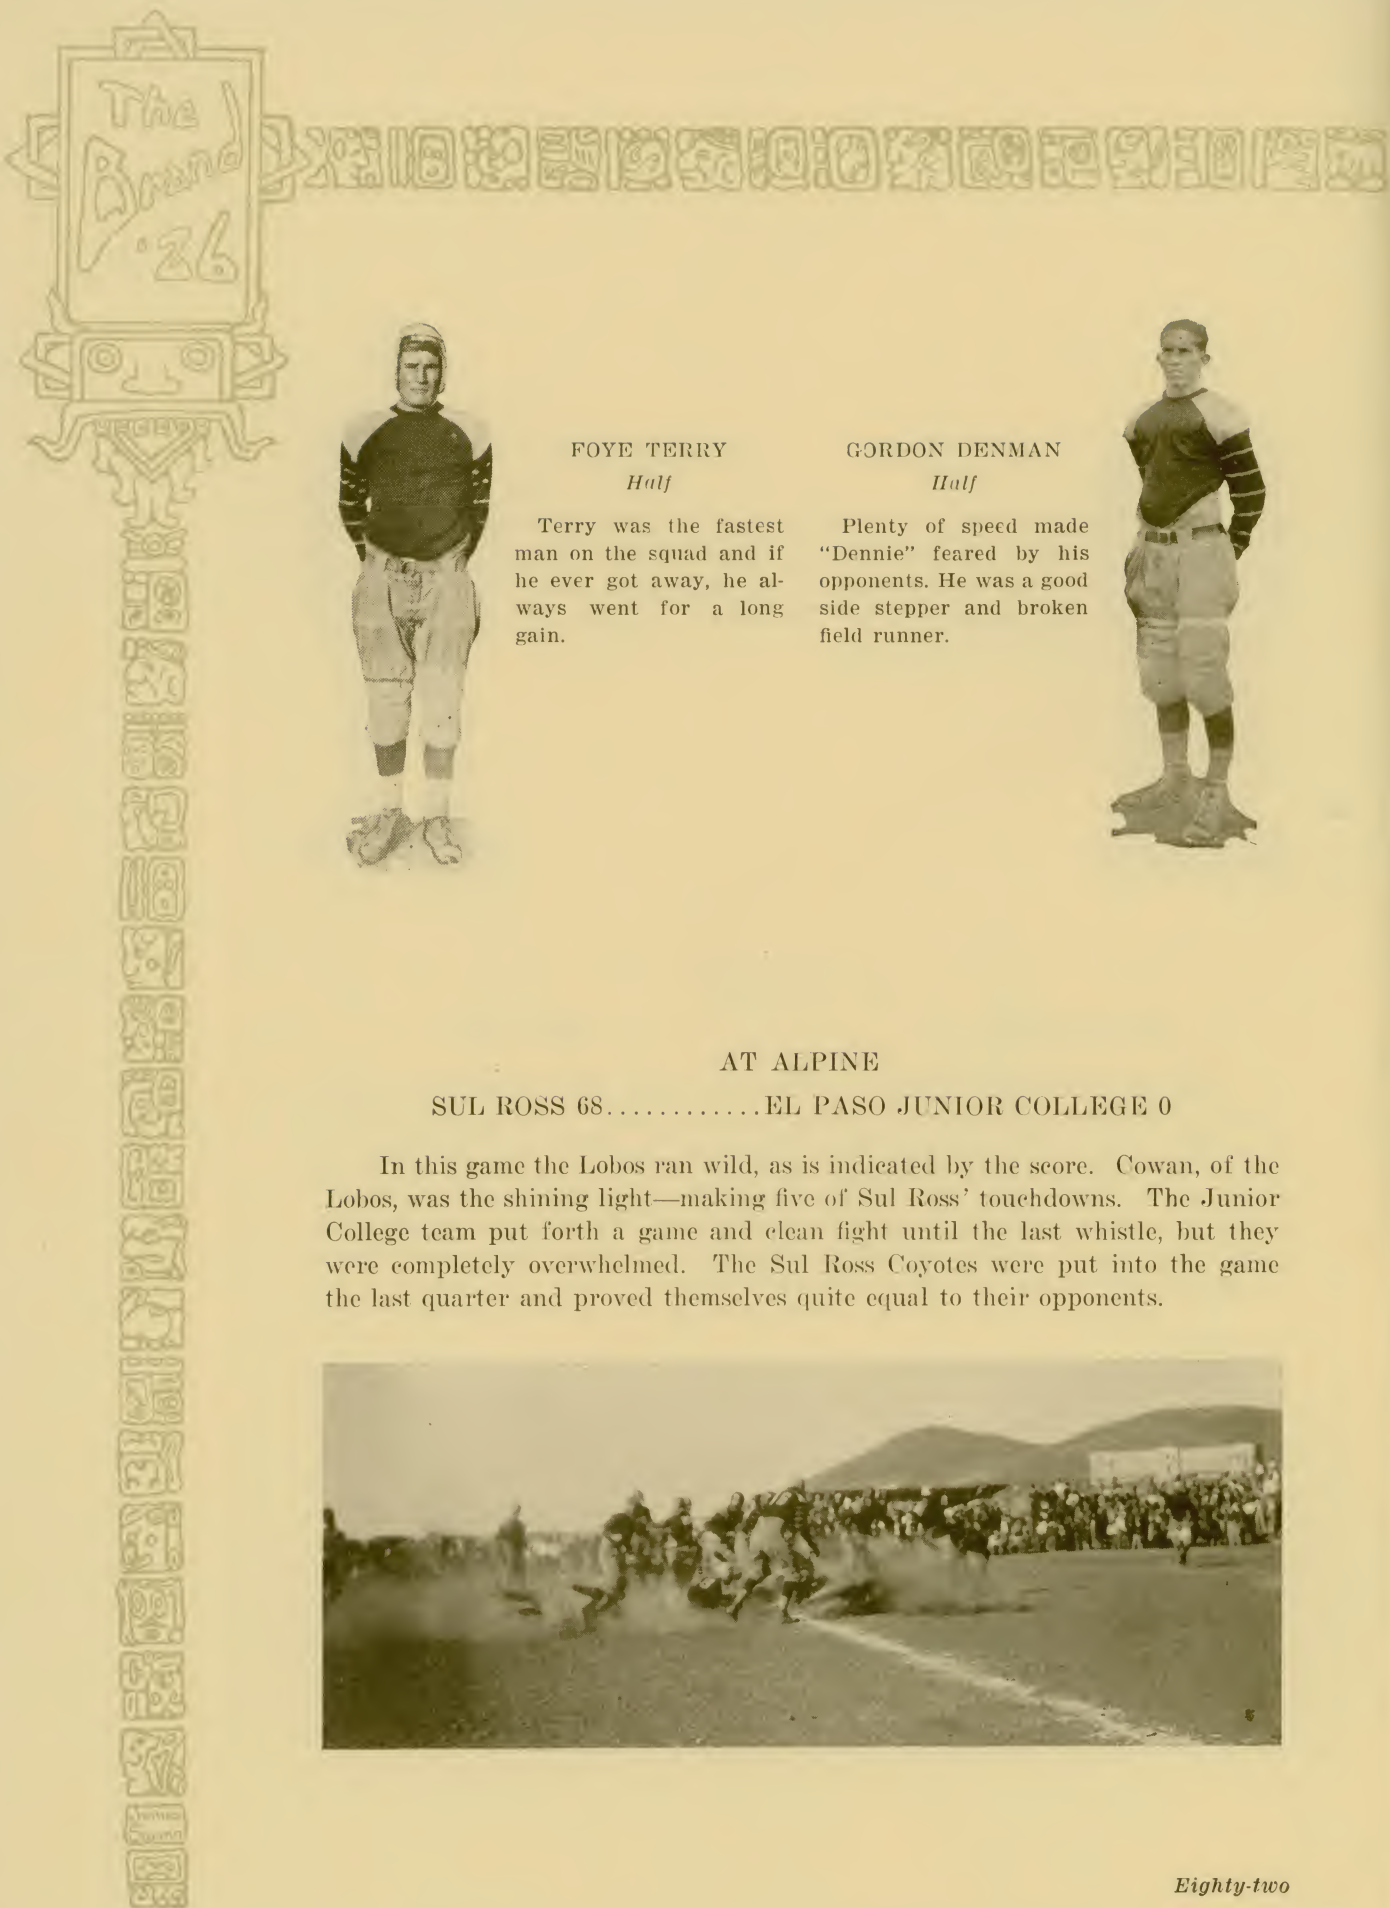 The
Brand
'26
FOYE TERRY
Half
Terry was the fastest
man on the squad and if
he ever got away, he al-
ways went for a long
gain.
GORDON DENMAN
Half
Plenty of speed made
“Dennie” feared by his
opponents. He was a good
side stepper and broken
field runner.
AT ALPINE
SUL ROSS 68............EL PASO JUNIOR COLLEGE 0
In this game the Lobos ran wild, as is indicated by the score. Cowan, of the
Lobos, was the shining light—making five of Sul Ross’ touchdowns. The Junior
College team put forth a game and clean fight until the last whistle, but they
were completely overwhelmed. The Sul Ross Coyotes were put into the game
the last quarter and proved themselves quite equal to their opponents.
Eighty-two